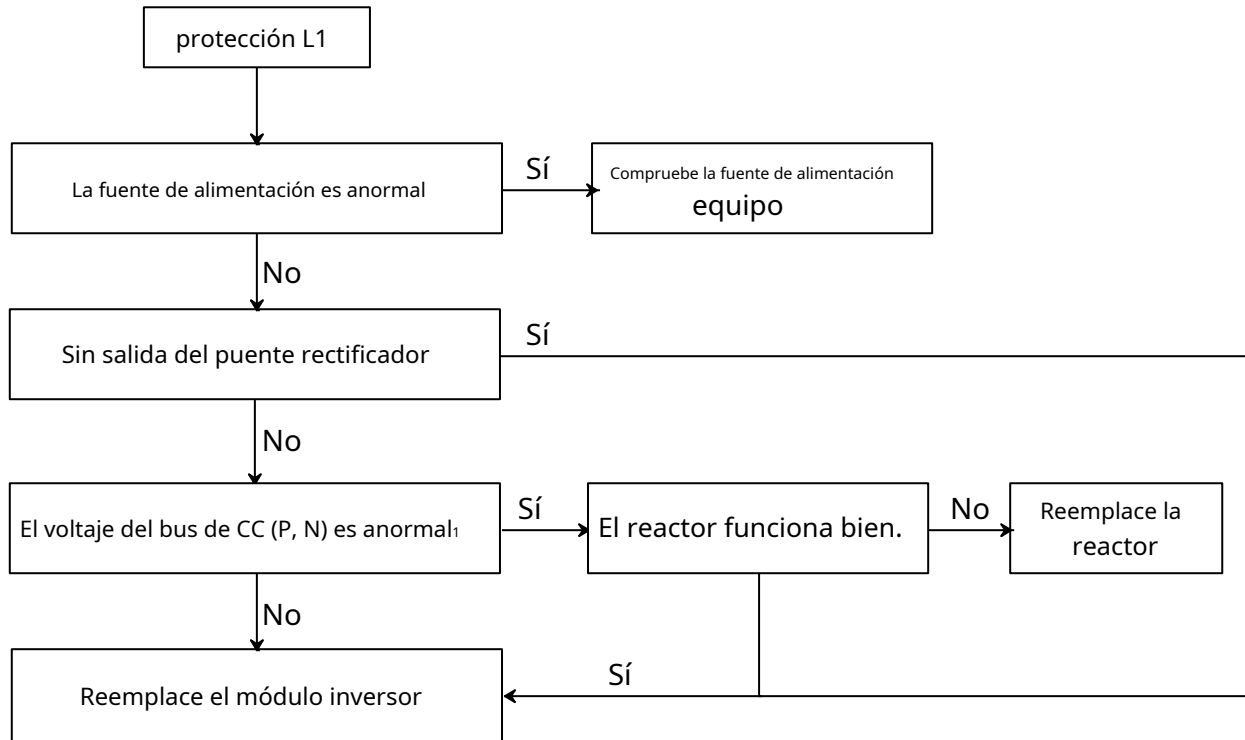 protección L1
La fuente de alimentación es anormal
Sí
Compruebe la fuente de alimentación
equipo
No
Sin salida del puente rectificador
Sí
No
El voltaje del bus de CC (P, N) es anormal1
Sí
El reactor funciona bien.
No
Reemplace la
reactor
No
Reemplace el módulo inversor
Sí